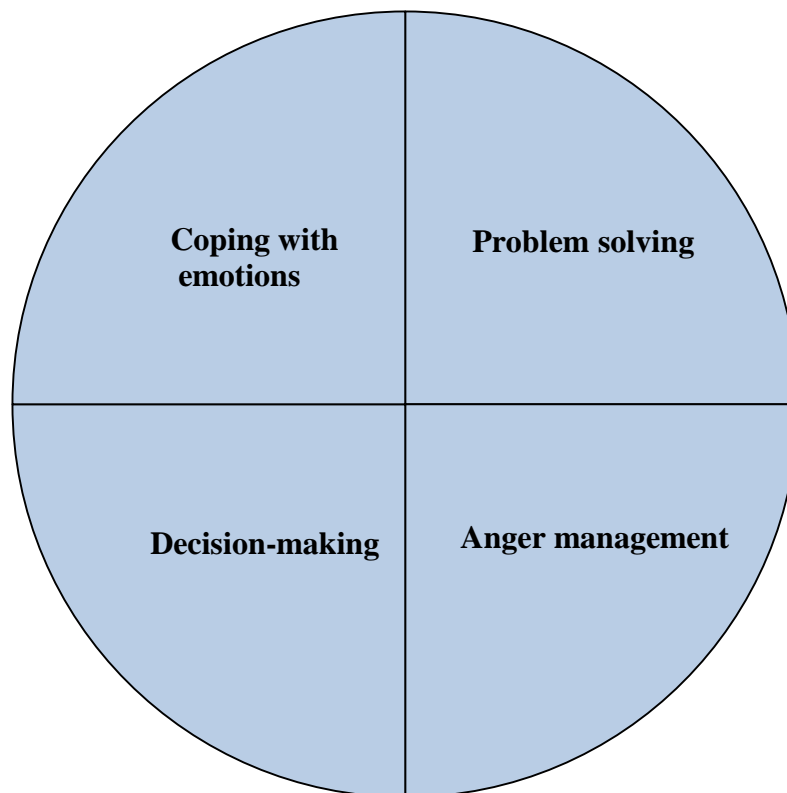 Coping with
emotions
Problem solving
Decision-making
Anger management